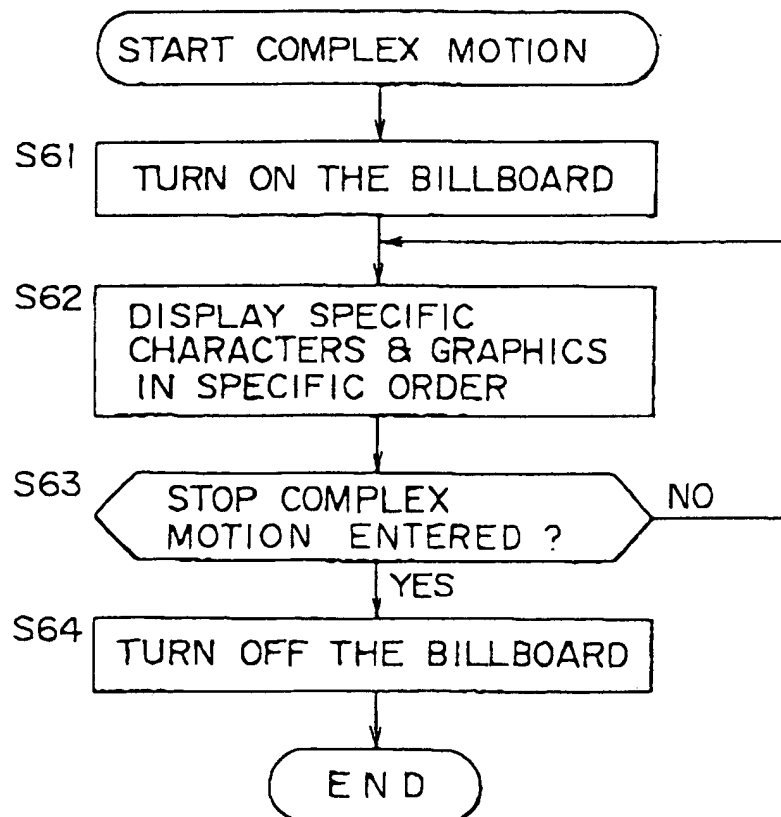 START COMPLEX MOTION
S61
TURN ON THE BILLBOARD
S62
DISPLAY SPECIFIC
CHARACTERS & GRAPHICS
IN SPECIFIC ORDER
S63
STOP COMPLEX
MOTION ENTERED ?
NO
YES
S64
TURN OFF THE BILLBOARD
END